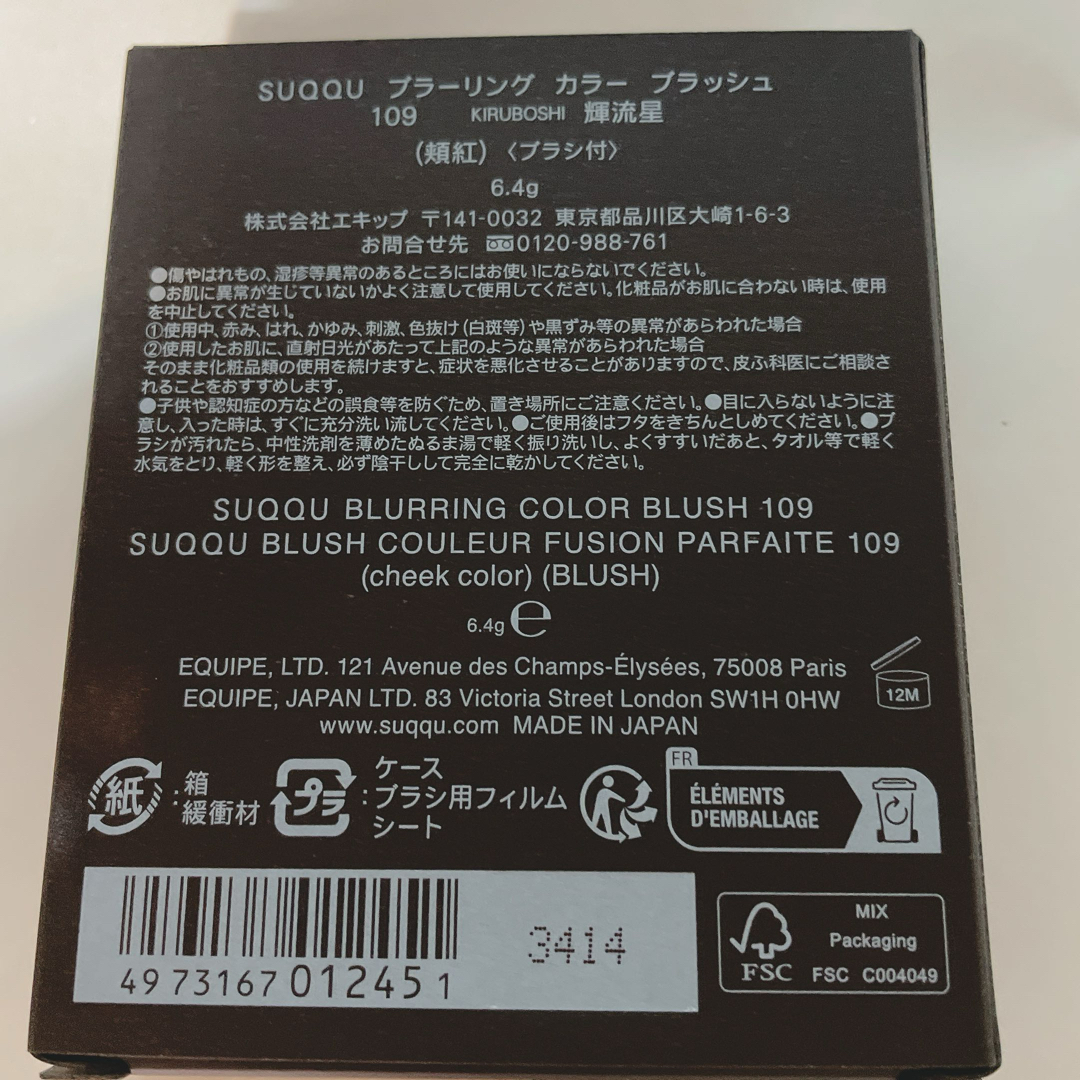 SUQQU ブラーリング カラー ブラッシュ
109 KIRUBOSHI 輝流星
(頬紅)〈ブラシ付〉
6.4g
株式会社エキップ 〒141-0032 東京都品川区大崎1-6-3
お問合せ先 0120-988-761
●傷やはれもの、湿疹等異常のあるところにはお使いにならないでください。
●お肌に異常が生じていないかよく注意して使用してください。化粧品がお肌に合わない時は、使用
を中止してください。
①使用中、赤み、はれ、かゆみ、刺激、色抜け(白斑等)や黒ずみ等の異常があらわれた場合
②使用したお肌に、直射日光があたって上記のような異常があらわれた場合
そのまま化粧品類の使用を続けますと、症状を悪化させることがありますので、皮ふ科医にご相談さ
れることをおすすめします。
●子供や認知症の方などの誤食等を防ぐため、置き場所にご注意ください。●目に入らないように注
意し、入った時は、すぐに充分洗い流してください。●ご使用後はフタをきちんとしめてください。●ブ
ラシが汚れたら、中性洗剤を薄めたぬるま湯で軽く振り洗いし、よくすすいだあと、タオル等で軽く
水気をとり、軽く形を整え、必ず陰干しして完全に乾かしてください。
SUQQU BLURRING COLOR BLUSH 109
SUQQU BLUSH COULEUR FUSION PARFAITE 109
(cheek color) (BLUSH)
6.4g ℮
EQUIPE, LTD. 121 Avenue des Champs-Élysées, 75008 Paris
EQUIPE, JAPAN LTD. 83 Victoria Street London SW1H 0HW
www.suqqu.com MADE IN JAPAN
12M
紙 : 箱
緩衝材
プラ : ケース
ブラシ用フィルム
シート
FR
ÉLÉMENTS
D'EMBALLAGE
4973167012451
3414
FSC
MIX
Packaging
FSC C004049